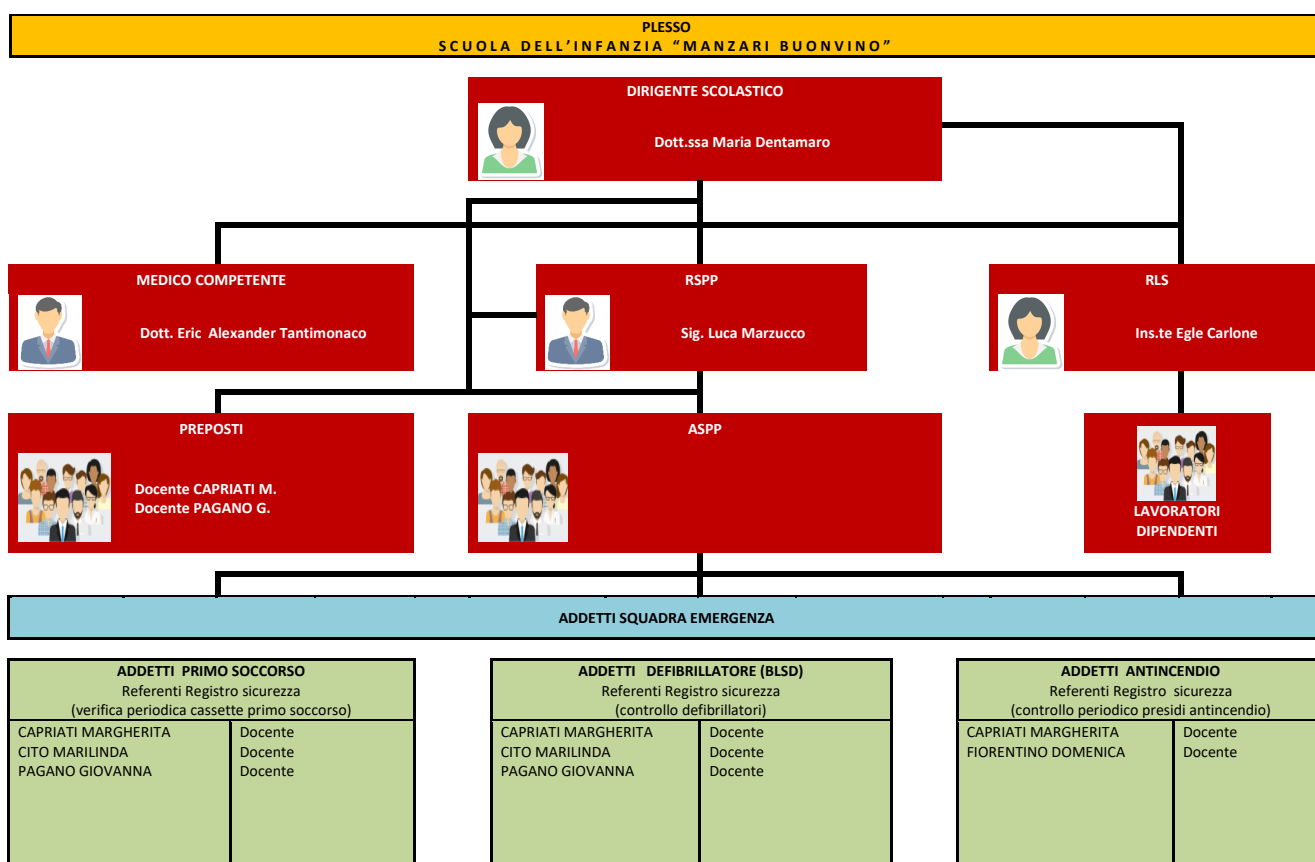 PLESSO
SCUOLA DELL'INFANZIA "MANZARI BUONVINO"
DIRIGENTE SCOLASTICO
Dott.ssa Maria Dentamaro
MEDICO COMPETENTE
Dott. Eric Alexander Tantimonaco
RSPP
Sig. Luca Marzucco
RLS
Ins.te Egle Carlone
PREPOSTI
Docente CAPRIATI M.
Docente PAGANO G.
ASPP
LAVORATORI
DIPENDENTI
ADDETTI SQUADRA EMERGENZA
ADDETTI PRIMO SOCCORSO
Referenti Registro sicurezza
(verifica periodica cassette primo soccorso)
CAPRIATI MARGHERITA Docente
CITO MARILINDA Docente
PAGANO GIOVANNA Docente
ADDETTI DEFIBRILLATORE (BLSD)
Referenti Registro sicurezza
(controllo defibrillatori)
CAPRIATI MARGHERITA Docente
CITO MARILINDA Docente
PAGANO GIOVANNA Docente
ADDETTI ANTINCENDIO
Referenti Registro sicurezza
(controllo periodico presidi antincendio)
CAPRIATI MARGHERITA Docente
FIORENTINO DOMENICA Docente